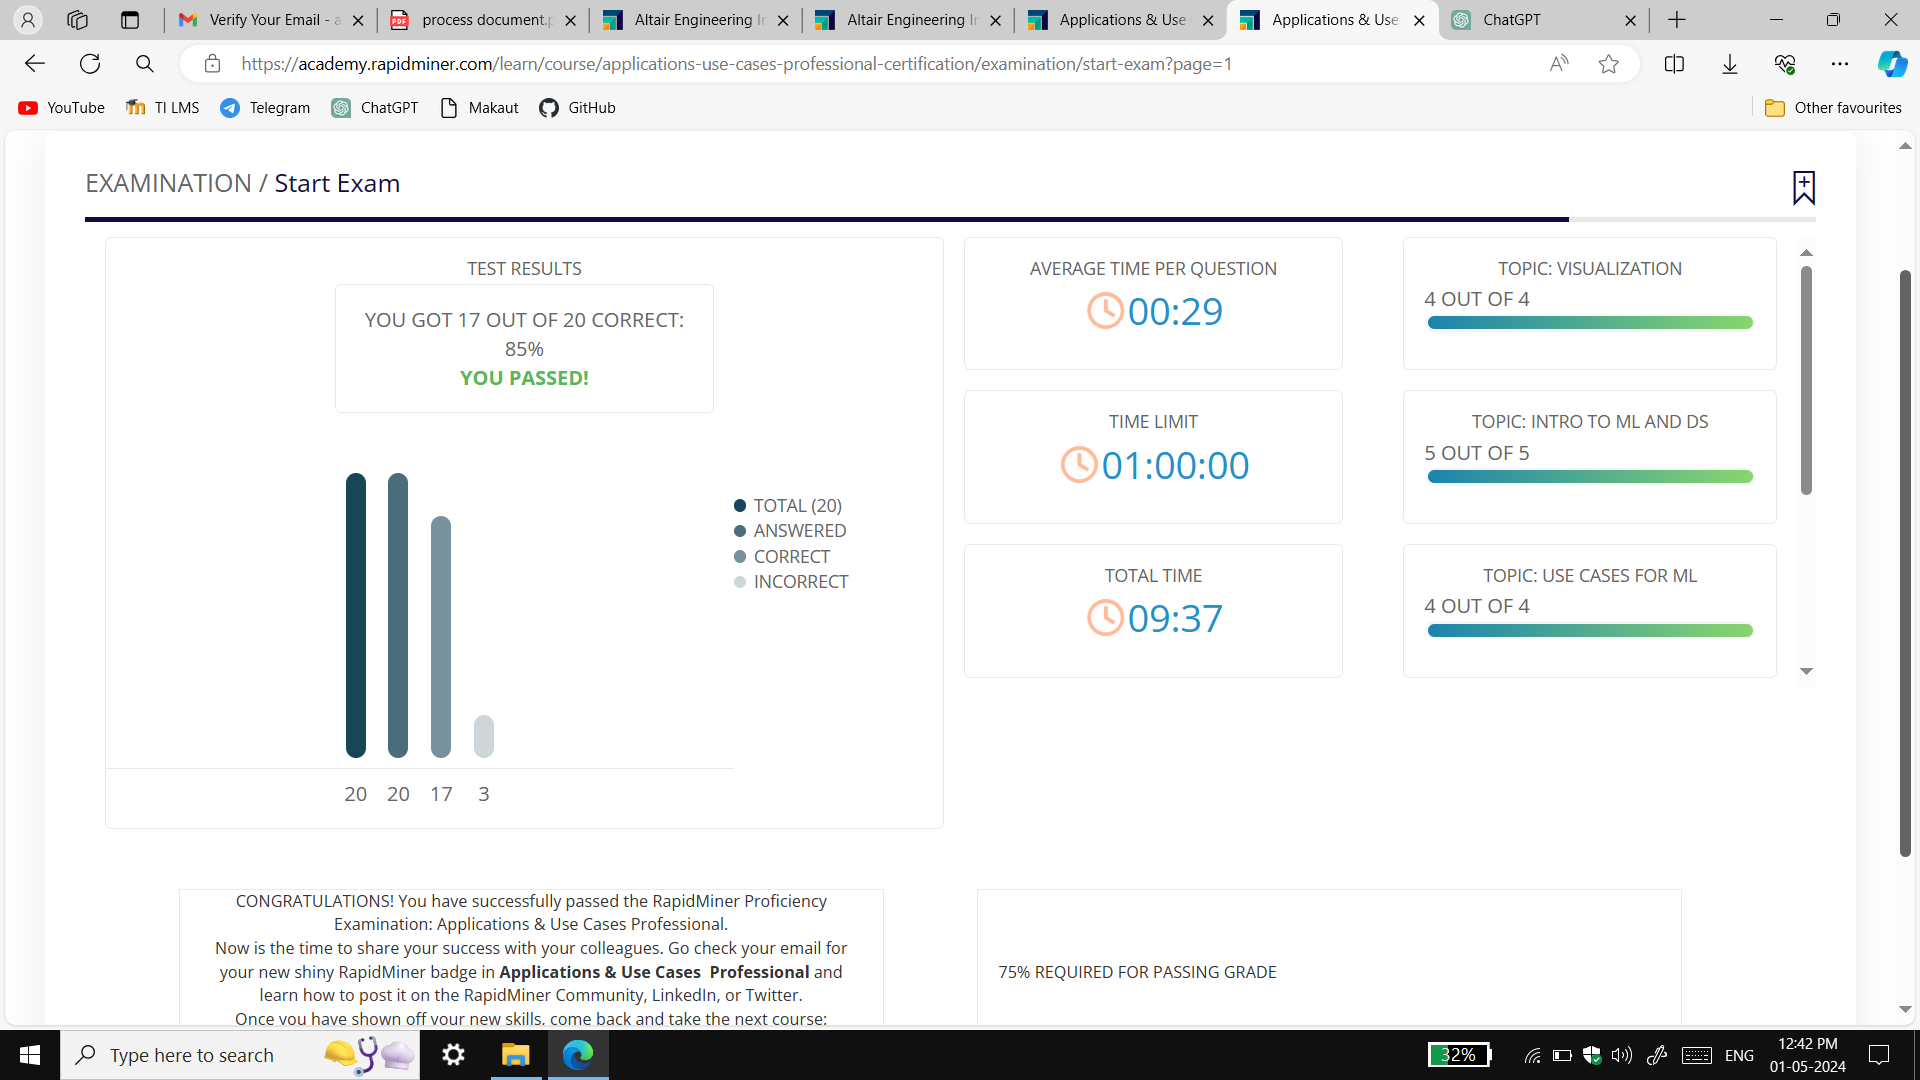 Verify Your Email - a
process document.p
Altair Engineering In
Altair Engineering In
Applications & Use
Applications & Use
ChatGPT
https://academy.rapidminer.com/learn/course/applications-use-cases-professional-certification/examination/start-exam?page=1
YouTube
TI LMS
Telegram
ChatGPT
Makaut
GitHub
Other favourites
EXAMINATION / Start Exam
TEST RESULTS
YOU GOT 17 OUT OF 20 CORRECT:
85%
YOU PASSED!
TOTAL (20)
ANSWERED
CORRECT
INCORRECT
20 20 17 3
AVERAGE TIME PER QUESTION
00:29
TIME LIMIT
01:00:00
TOTAL TIME
09:37
TOPIC: VISUALIZATION
4 OUT OF 4
TOPIC: INTRO TO ML AND DS
5 OUT OF 5
TOPIC: USE CASES FOR ML
4 OUT OF 4
CONGRATULATIONS! You have successfully passed the RapidMiner Proficiency
Examination: Applications & Use Cases Professional.
Now is the time to share your success with your colleagues. Go check your email for
your new shiny RapidMiner badge in Applications & Use Cases Professional and
learn how to post it on the RapidMiner Community, LinkedIn, or Twitter.
Once you have shown off your new skills, come back and take the next course:
75% REQUIRED FOR PASSING GRADE
Type here to search
32%
ENG
12:42 PM
01-05-2024